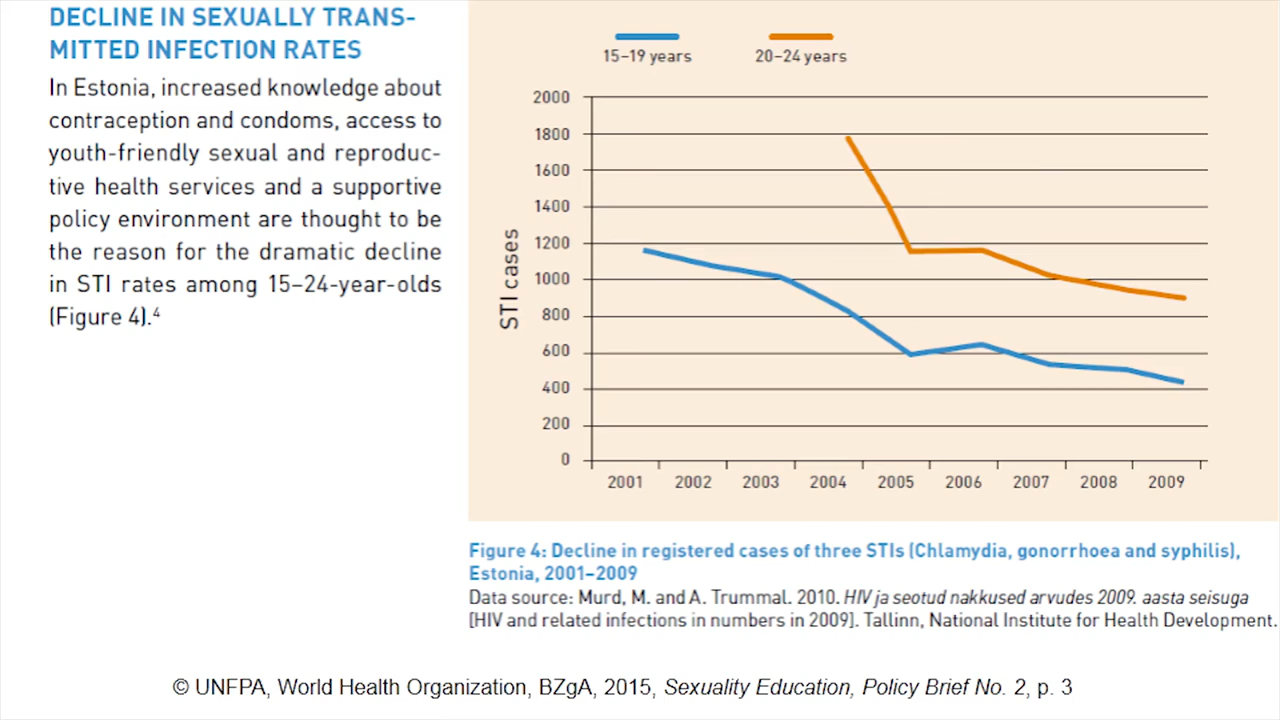 DECLINE IN SEXUALLY TRANS-
MITTED INFECTION RATES
In Estonia, increased knowledge about
contraception and condoms, access to
youth-friendly sexual and reproduc-
tive health services and a supportive
policy environment are thought to be
the reason for the dramatic decline
in STI rates among 15–24-year-olds
(Figure 4).⁴
15–19 years 20–24 years
STI cases
2000
1800
1600
1400
1200
1000
800
600
400
200
0
2001 2002 2003 2004 2005 2006 2007 2008 2009
Figure 4: Decline in registered cases of three STIs (Chlamydia, gonorrhoea and syphilis),
Estonia, 2001–2009
Data source: Murd, M. and A. Trummal. 2010. HIV ja seotud nakkused arvudes 2009. aasta seisuga
[HIV and related infections in numbers in 2009]. Tallinn, National Institute for Health Development.
© UNFPA, World Health Organization, BZgA, 2015, Sexuality Education, Policy Brief No. 2, p. 3